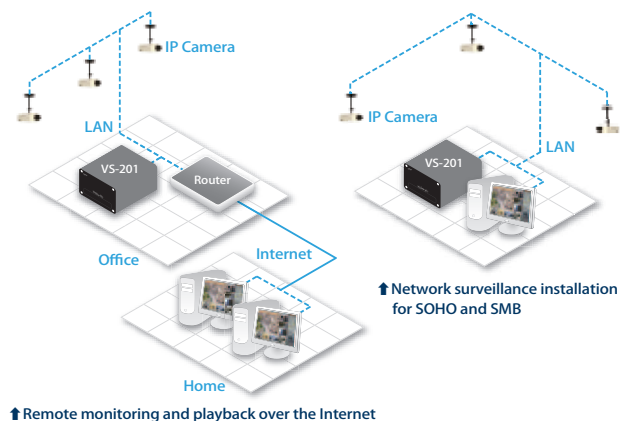 IP Camera
LAN
VS-201
Router
Office
Internet
Home
⬆Remote monitoring and playback over the Internet
IP Camera
VS-201
LAN
⬆Network surveillance installation
for SOHO and SMB